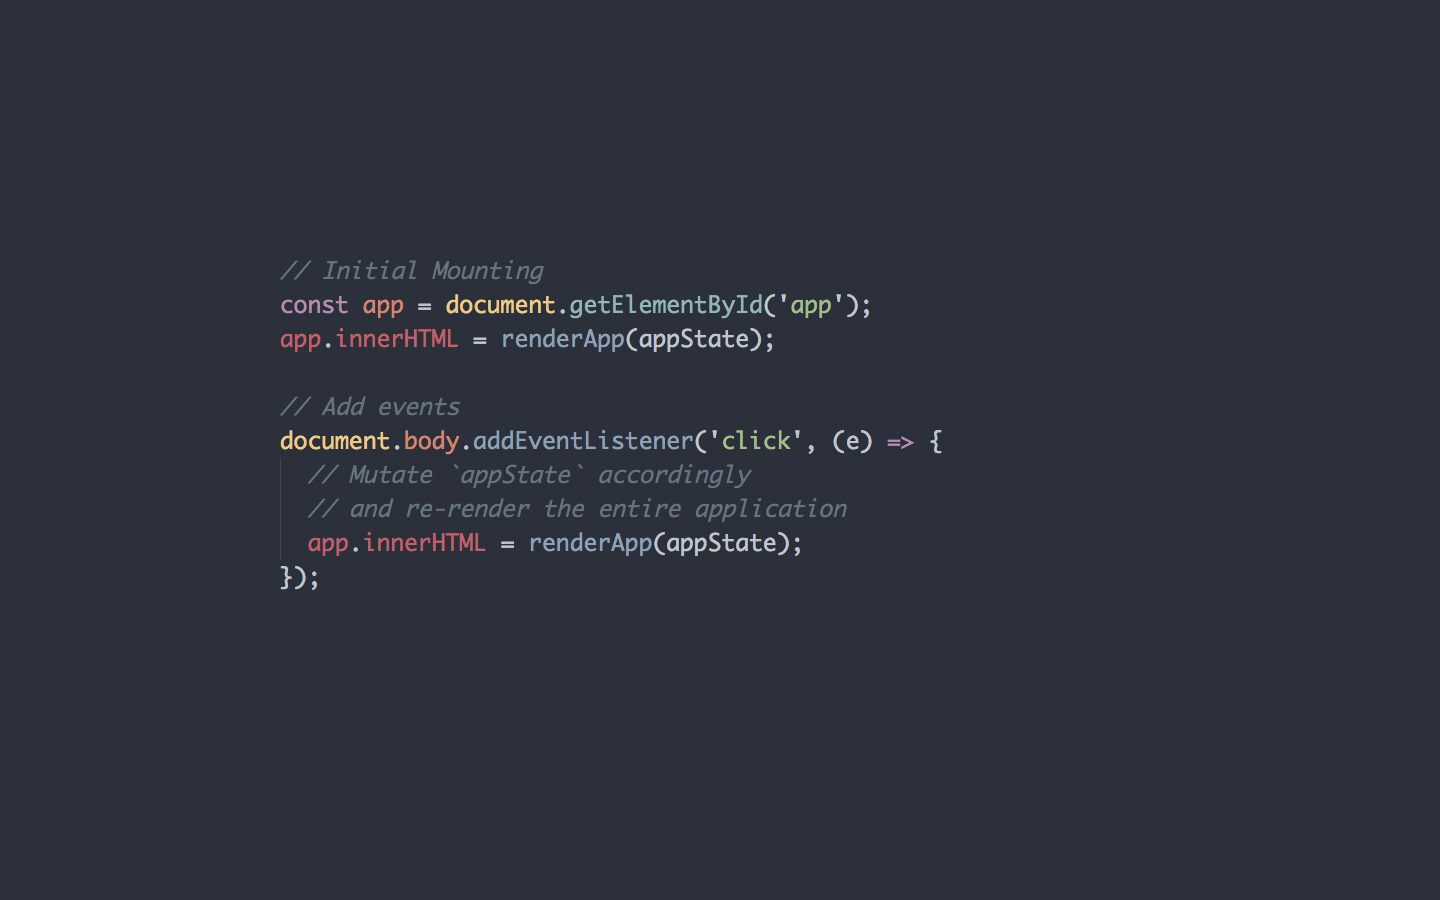 // Initial Mounting
const app = document.getElementById('app');
app.innerHTML = renderApp(appState);
// Add events
document.body.addEventListener('click', (e) => {
// Mutate `appState` accordingly
// and re-render the entire application
app.innerHTML = renderApp(appState);
});